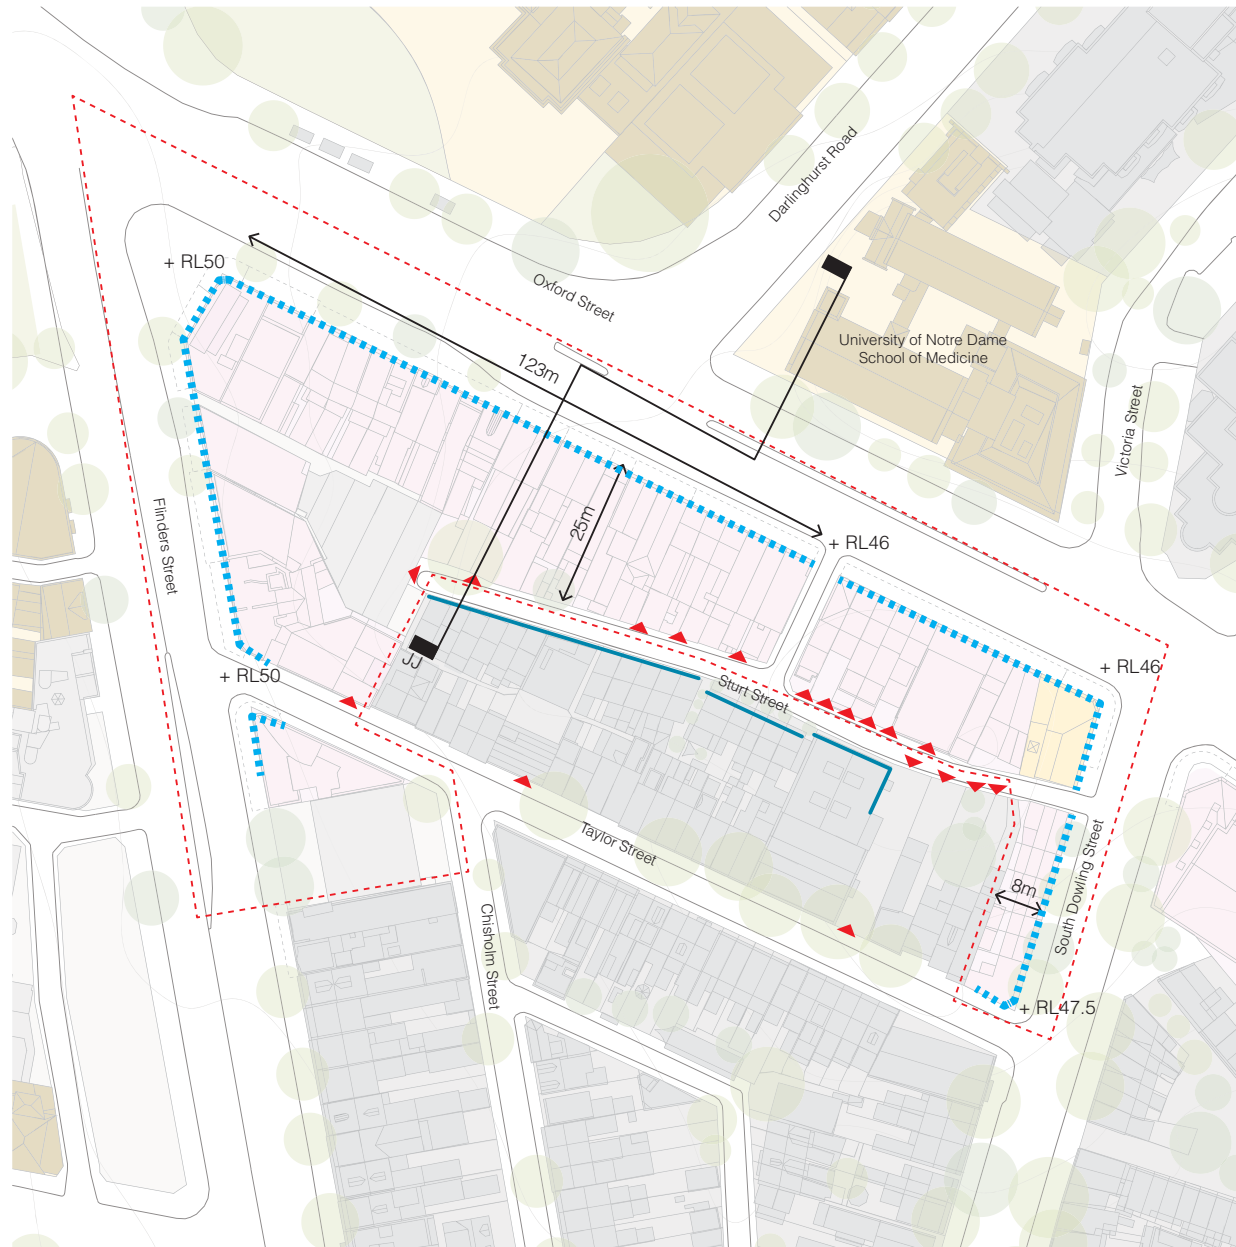 Darlinghurst Road
+ RL50
Oxford Street
University of Notre Dame
School of Medicine
123m
Victoria Street
25m
Flinders Street
+ RL46
JJ
+ RL50
+ RL46
Sturt Street
Taylor Street
8m
South Dowling Street
Chisholm Street
+ RL47.5